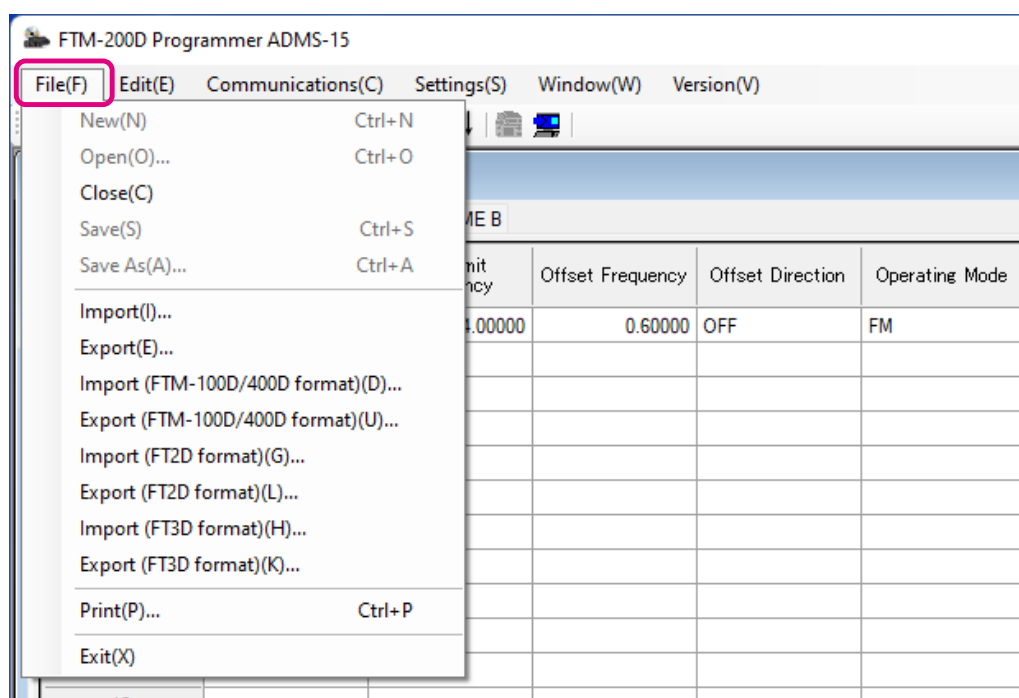 FTM-200D Programmer ADMS-15
File(F) Edit(E) Communications(C) Settings(S) Window(W) Version(V)
New(N) Ctrl+N
Open(O)... Ctrl+O
Close(C)
Save(S) Ctrl+S
Save As(A)... Ctrl+A
Import(I)...
Export(E)...
Import (FTM-100D/400D format)(D)...
Export (FTM-100D/400D format)(U)...
Import (FT2D format)(G)...
Export (FT2D format)(L)...
Import (FT3D format)(H)...
Export (FT3D format)(K)...
Print(P)... Ctrl+P
Exit(X)
ME B
Offset Frequency Offset Direction Operating Mode
.00000 0.60000 OFF FM